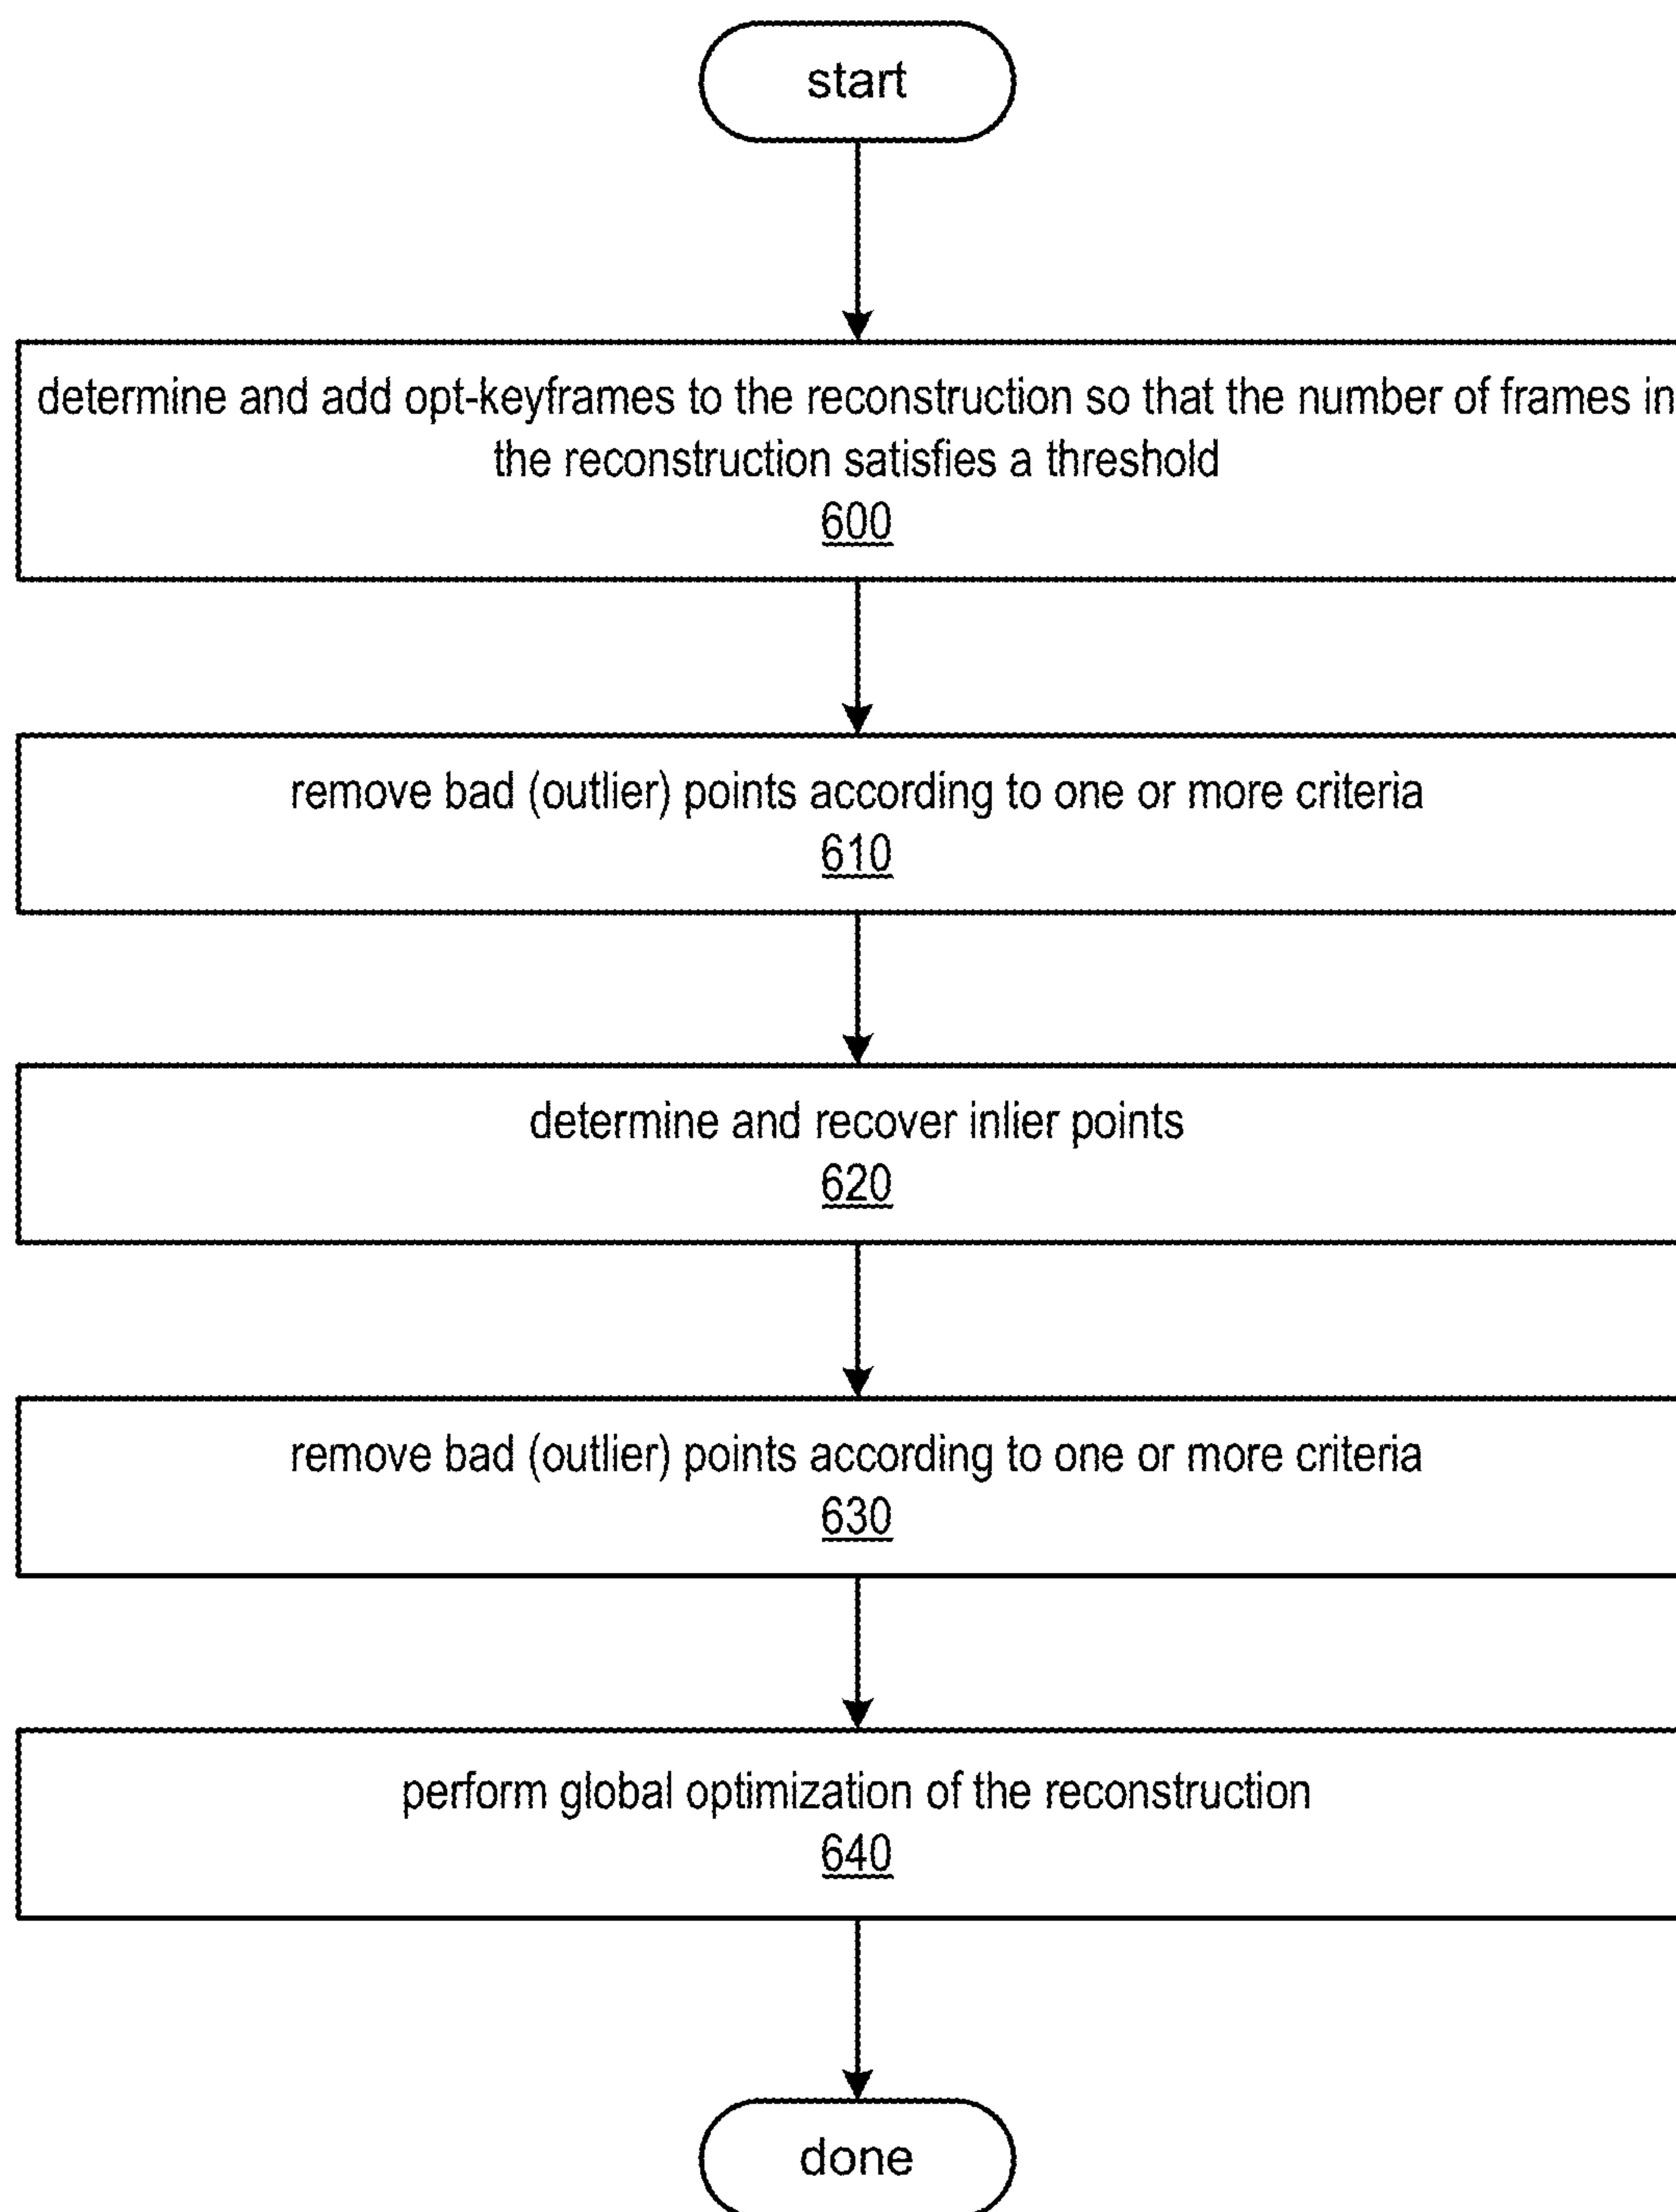 start
determine and add opt-keyframes to the reconstruction so that the number of frames in
the reconstruction satisfies a threshold
600
remove bad (outlier) points according to one or more criteria
610
determine and recover inlier points
620
remove bad (outlier) points according to one or more criteria
630
perform global optimization of the reconstruction
640
done